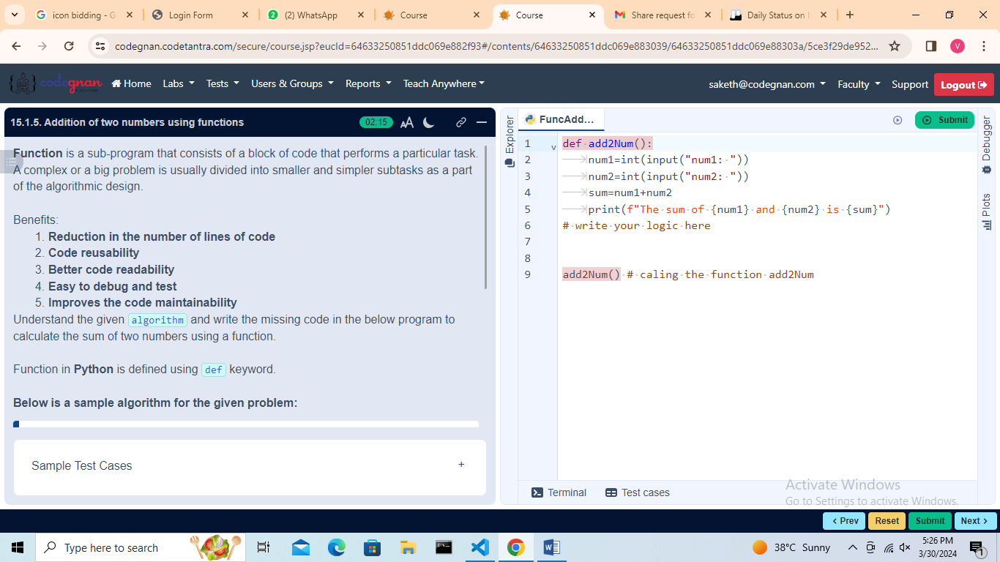 icon bidding - G
Login Form
(2) WhatsApp
Course
Course
Share request fo
Daily Status on
codegnan.codetantra.com/secure/course.jsp?eucId=64633250851ddc069e882f93#/contents/64633250851ddc069e883039/64633250851ddc069e88303a/5ce3f29de952...
V
codegnan
Home
Labs
Tests
Users & Groups
Reports
Teach Anywhere
saketh@codegnan.com
Faculty
Support
Logout
15.1.5. Addition of two numbers using functions
02:15
AA
Function is a sub-program that consists of a block of code that performs a particular task.
A complex or a big problem is usually divided into smaller and simpler subtasks as a part
of the algorithmic design.
Benefits:
1. Reduction in the number of lines of code
2. Code reusability
3. Better code readability
4. Easy to debug and test
5. Improves the code maintainability
Understand the given algorithm and write the missing code in the below program to
calculate the sum of two numbers using a function.
Function in Python is defined using def keyword.
Below is a sample algorithm for the given problem:
Sample Test Cases
+
Explorer
FuncAdd...
Submit
1 def add2Num():
2 num1=int(input("num1: "))
3 num2=int(input("num2: "))
4 sum=num1+num2
5 print(f"The sum of {num1} and {num2} is {sum}")
6 # write your logic here
7
8
9 add2Num() # caling the function add2Num
Debugger
Plots
Terminal
Test cases
Activate Windows
Go to Settings to activate Windows.
< Prev
Reset
Submit
Next >
Type here to search
38°C Sunny
5:26 PM
3/30/2024
1